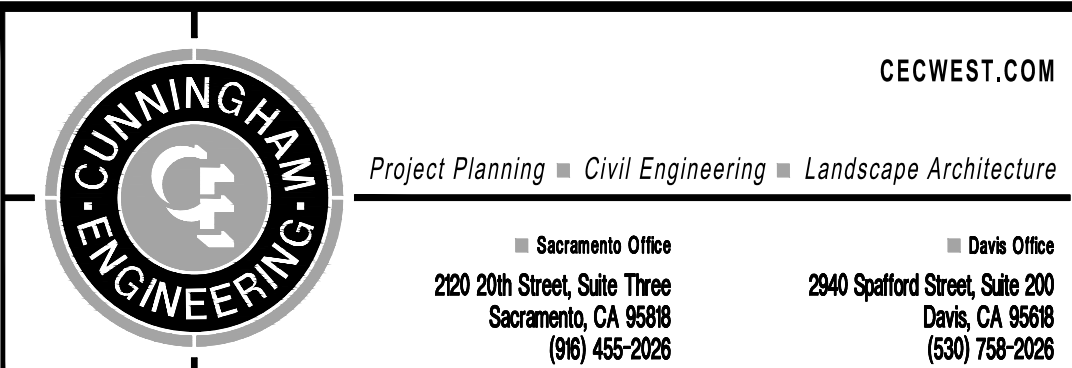 CUNNINGHAM
ENGINEERING
CECWEST.COM
Project Planning ■ Civil Engineering ■ Landscape Architecture
■ Sacramento Office
2120 20th Street, Suite Three
Sacramento, CA 95818
(916) 455-2026
■ Davis Office
2940 Spafford Street, Suite 200
Davis, CA 95618
(530) 758-2026